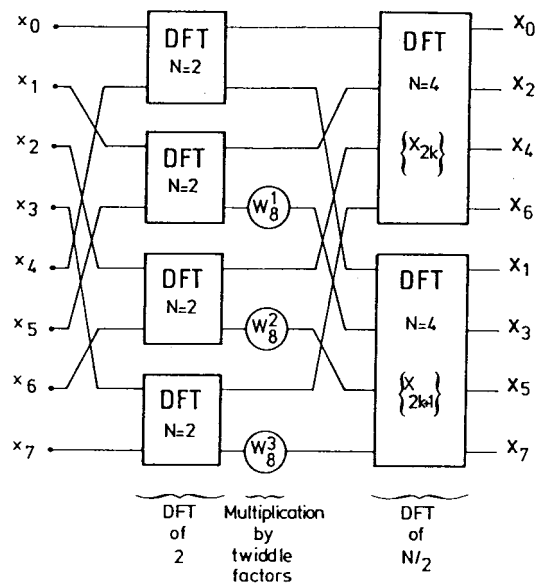 x0
x1
x2
x3
x4
x5
x6
x7
DFT
N=2
DFT
N=2
DFT
N=2
DFT
N=2
W8^1
W8^2
W8^3
DFT
N=4
{X2k}
DFT
N=4
{X2k+1}
X0
X2
X4
X6
X1
X3
X5
X7
DFT
of
2
Multiplication
by
twiddle
factors
DFT
of
N/2